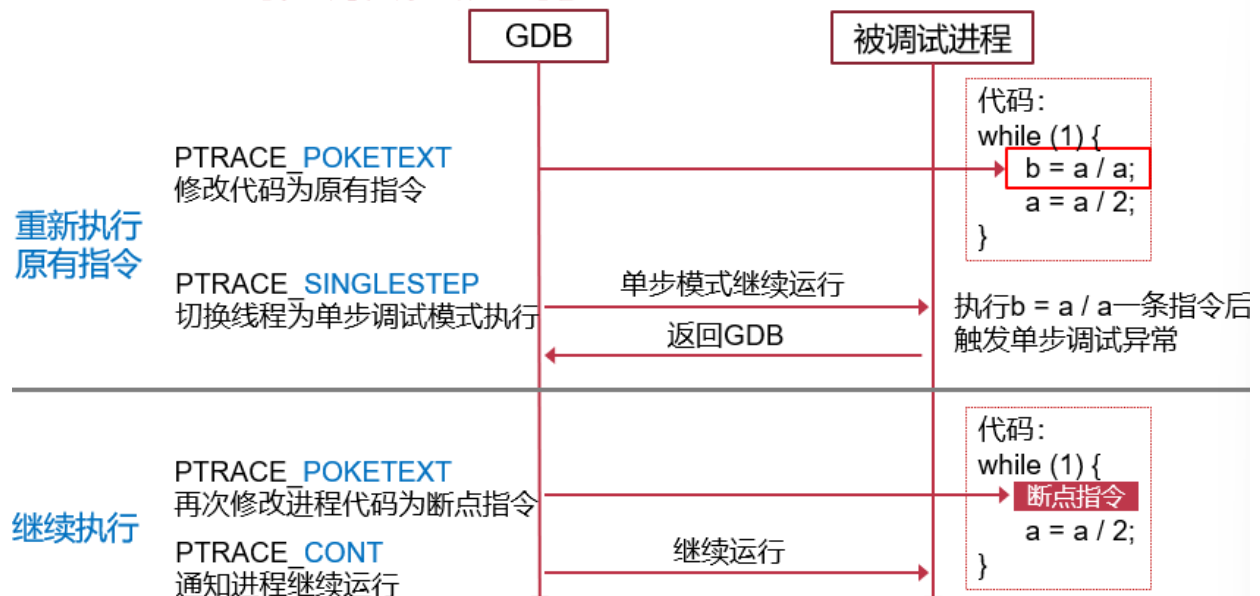 GDB
被调试进程
代码：
while (1) {
b = a / a;
a = a / 2;
}
PTRACE_POKETEXT
修改代码为原有指令
重新执行
原有指令
PTRACE_SINGLESTEP
切换线程为单步调试模式执行
单步模式继续运行
返回GDB
执行b = a / a一条指令后
触发单步调试异常
代码：
while (1) {
断点指令
a = a / 2;
}
PTRACE_POKETEXT
再次修改进程代码为断点指令
继续执行
PTRACE_CONT
通知进程继续运行
继续运行